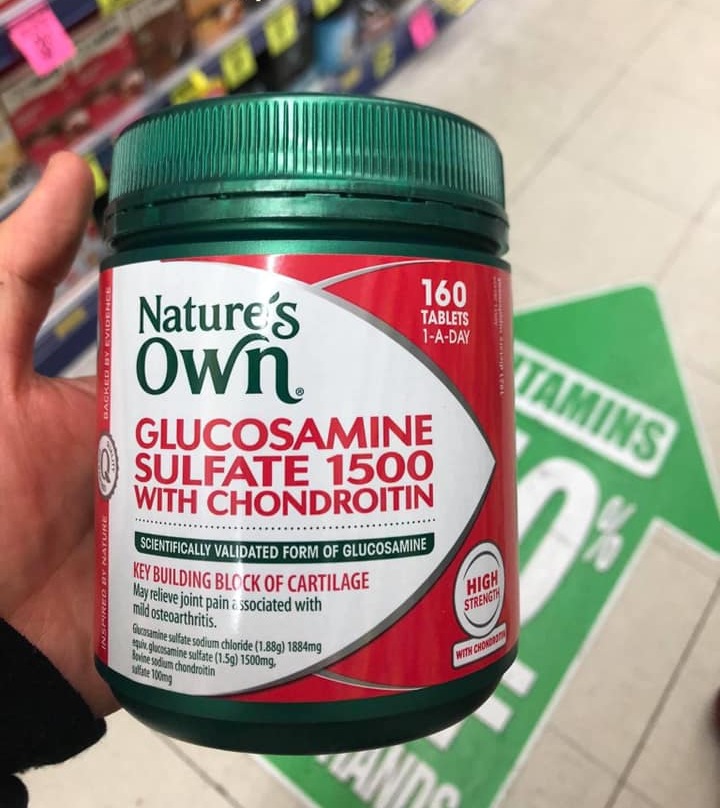 Nature's
Own®
160
TABLETS
1-A-DAY
GLUCOSAMINE
SULFATE 1500
WITH CHONDROITIN
SCIENTIFICALLY VALIDATED FORM OF GLUCOSAMINE
KEY BUILDING BLOCK OF CARTILAGE
May relieve joint pain associated with
mild osteoarthritis.
Glucosamine sulfate sodium chloride (1.88g) 1884mg
equiv. glucosamine sulfate (1.5g) 1500mg,
Bovine sodium chondroitin
sulfate 100mg
HIGH
STRENGTH
WITH CHONDROITIN
INSPIRED BY NATURE
BACKED BY EVIDENCE
TAMINS
0%